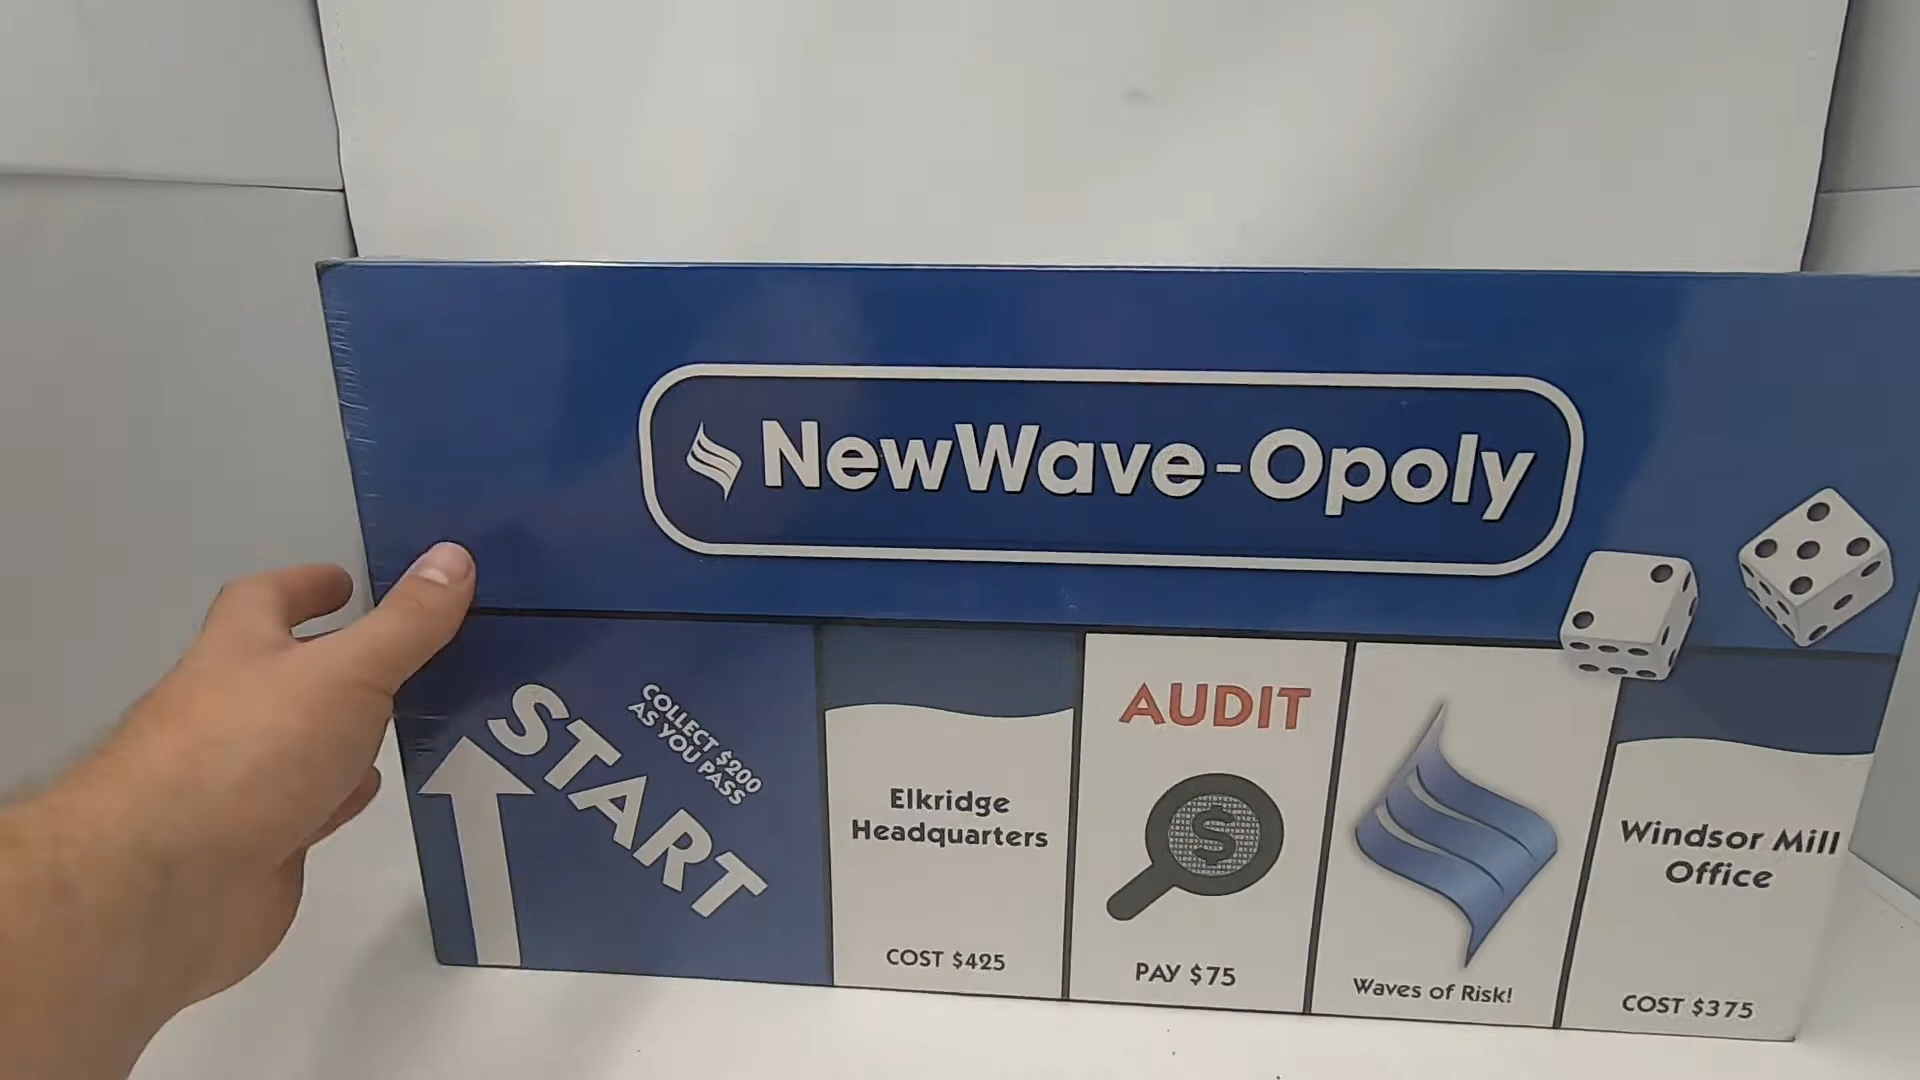 NewWave-Opoly
START
COLLECT $200
AS YOU PASS
Elkridge
Headquarters
COST $425
AUDIT
$
PAY $75
Waves of Risk!
Windsor Mill
Office
COST $375